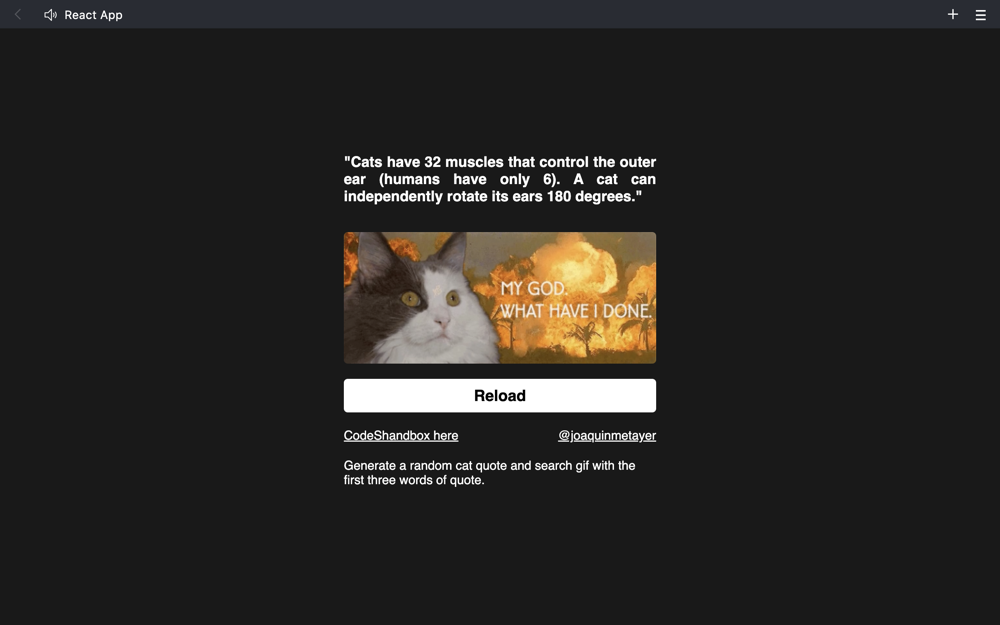 React App
"Cats have 32 muscles that control the outer
ear (humans have only 6). A cat can
independently rotate its ears 180 degrees."
MY GOD.
WHAT HAVE I DONE.
Reload
CodeShandbox here
@joaquinmetayer
Generate a random cat quote and search gif with the
first three words of quote.